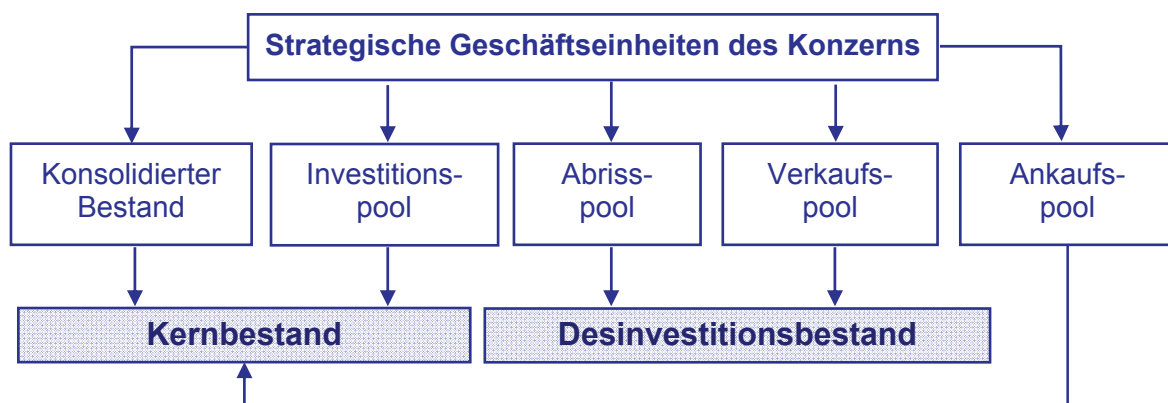 Strategische Geschäftseinheiten des Konzerns
Konsolidierter
Bestand
Investitions-
pool
Abriss-
pool
Verkaufs-
pool
Ankaufs-
pool
Kernbestand
Desinvestitionsbestand